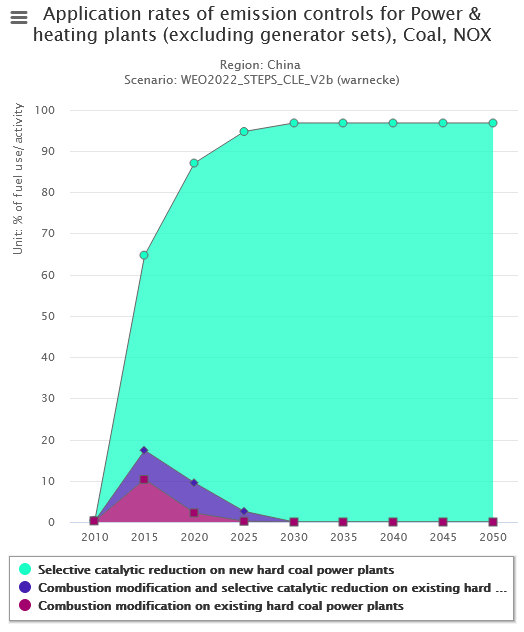 Application rates of emission controls for Power &
heating plants (excluding generator sets), Coal, NOX
Region: China
Scenario: WEO2022_STEPS_CLE_V2b (warnecke)
Unit: % of fuel use/activity
100
90
80
70
60
50
40
30
20
10
0
2010 2015 2020 2025 2030 2035 2040 2045 2050
Selective catalytic reduction on new hard coal power plants
Combustion modification and selective catalytic reduction on existing hard ...
Combustion modification on existing hard coal power plants